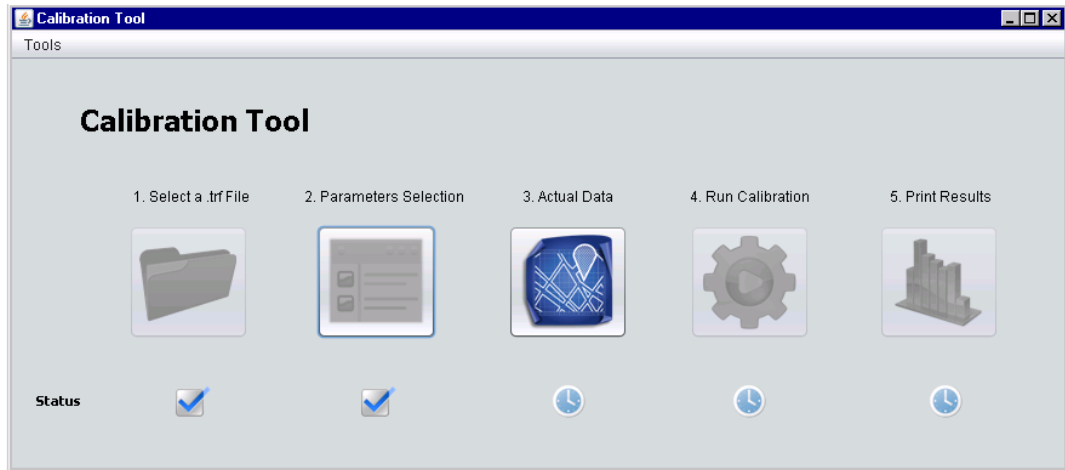 Calibration Tool
Tools
Calibration Tool
1. Select a .trf File
2. Parameters Selection
3. Actual Data
4. Run Calibration
5. Print Results
Status